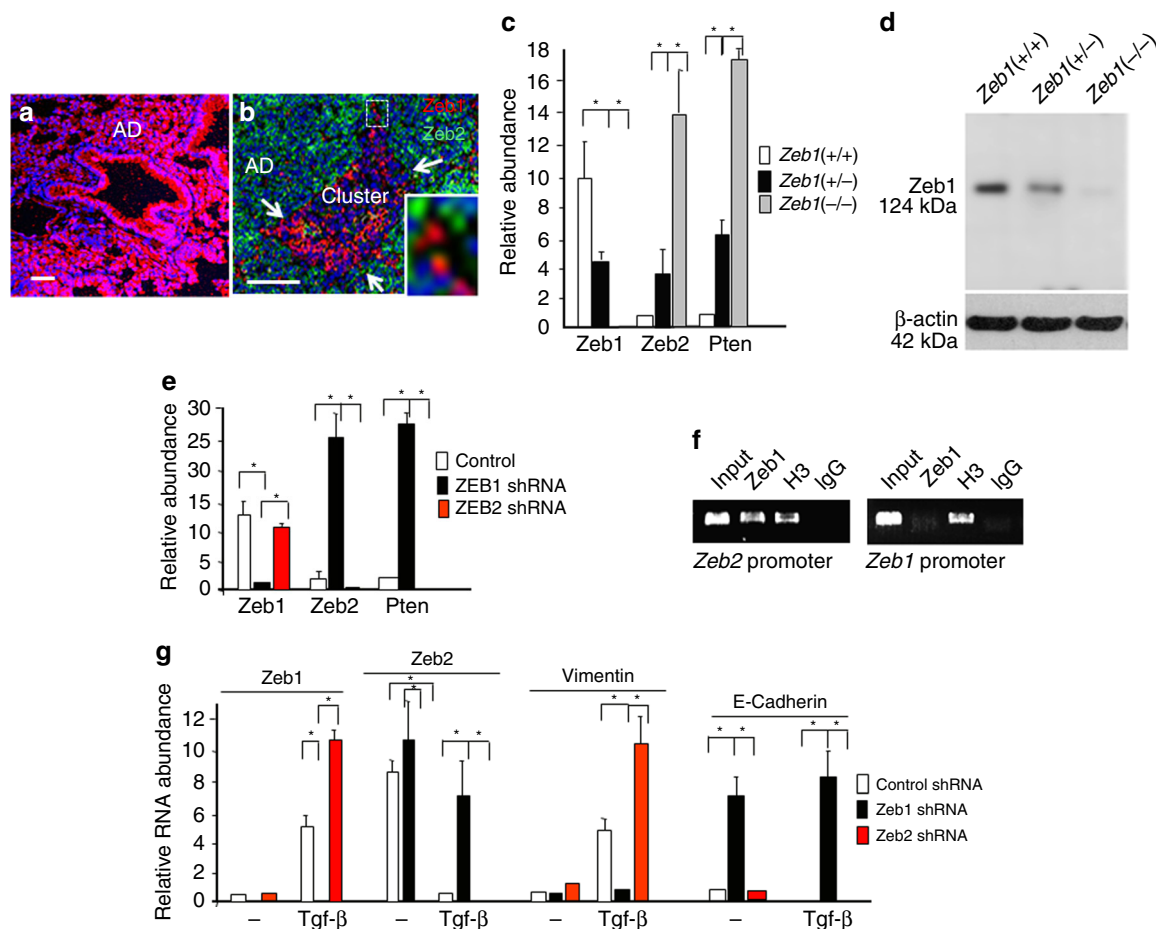 a
AD
b
Zeb1
Zeb2
AD
Cluster
c
Relative abundance
18
16
14
12
10
8
6
4
2
0
* *
* *
* *
Zeb1 Zeb2 Pten
Zeb1(+/+)
Zeb1(+/–)
Zeb1(–/–)
d
Zeb1(+/+) Zeb1(+/–) Zeb1(–/–)
Zeb1
124 kDa
β-actin
42 kDa
e
Relative abundance
30
25
30
15
10
5
0
*
*
* *
* *
Zeb1 Zeb2 Pten
Control
ZEB1 shRNA
ZEB2 shRNA
f
Input Zeb1 H3 IgG
Zeb2 promoter
Input Zeb1 H3 IgG
Zeb1 promoter
g
Relative RNA abundance
12
10
8
6
4
2
0
Zeb1
*
*
– Tgf-β
Zeb2
*
*
* *
– Tgf-β
Vimentin
* *
– Tgf-β
E-Cadherin
* *
* *
– Tgf-β
Control shRNA
Zeb1 shRNA
Zeb2 shRNA